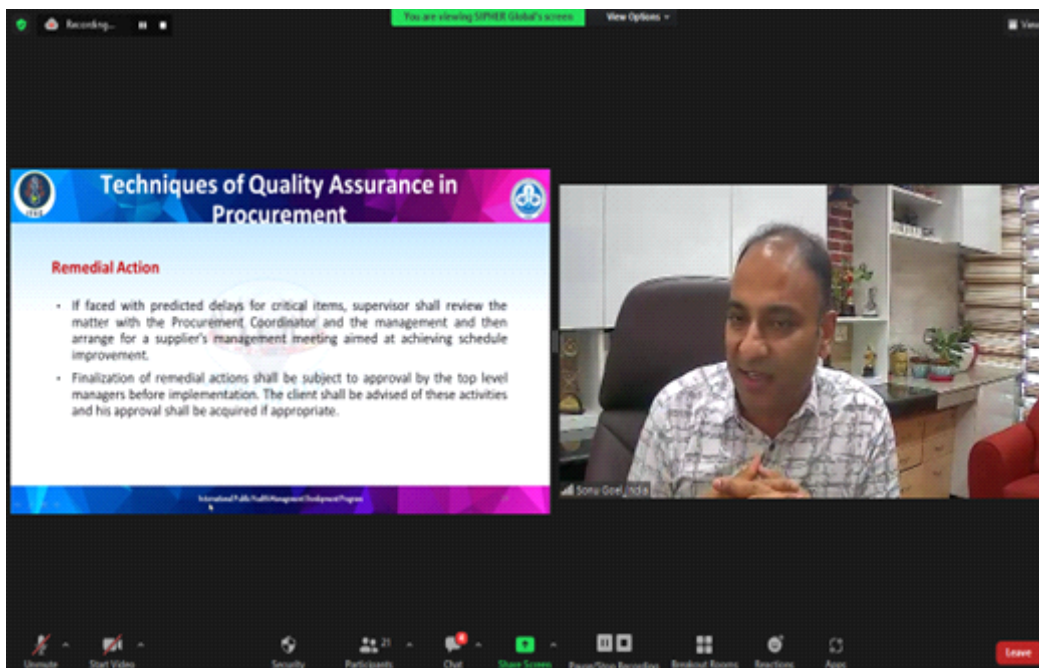 Recording...
You are viewing SIPHER Global's screen
View Options
View
Techniques of Quality Assurance in
Procurement
Remedial Action
If faced with predicted delays for critical items, supervisor shall review the
matter with the Procurement Coordinator and the management and then
arrange for a supplier's management meeting aimed at achieving schedule
improvement.
Finalization of remedial actions shall be subject to approval by the top level
managers before implementation. The client shall be advised of these activities
and his approval shall be acquired if appropriate.
International Public Health Management Development Program
Sonu Goel_India
Unmute
Start Video
Security
21
Participants
Chat
Share Screen
Pause/Stop Recording
Breakout Rooms
Reactions
Apps
Leave